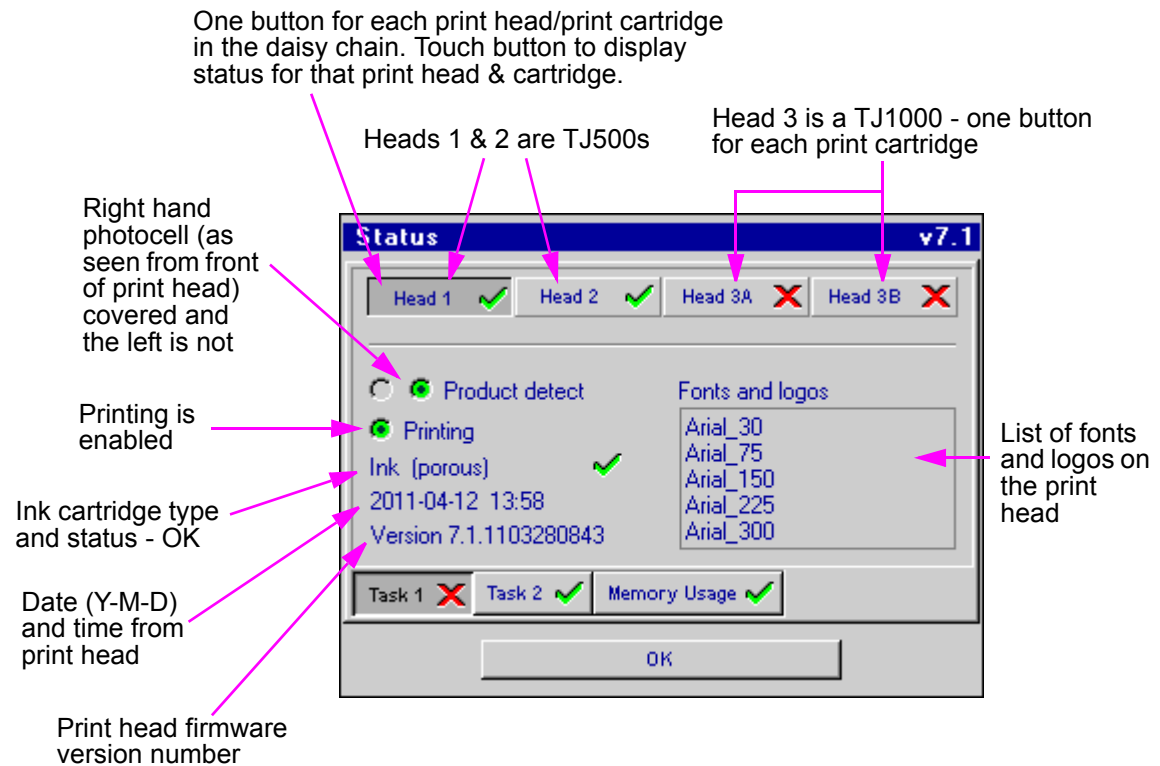 One button for each print head/print cartridge
in the daisy chain. Touch button to display
status for that print head & cartridge.
Heads 1 & 2 are TJ500s
Head 3 is a TJ1000 - one button
for each print cartridge
Right hand
photocell (as
seen from front
of print head)
covered and
the left is not
Printing is
enabled
Ink cartridge type
and status - OK
Date (Y-M-D)
and time from
print head
Print head firmware
version number
Status v7.1
Head 1 Head 2 Head 3A Head 3B
Product detect
Printing
Ink (porous)
2011-04-12 13:58
Version 7.1.1103280843
Fonts and logos
Arial_30
Arial_75
Arial_150
Arial_225
Arial_300
Task 1 Task 2 Memory Usage
OK
List of fonts
and logos on
the print
head